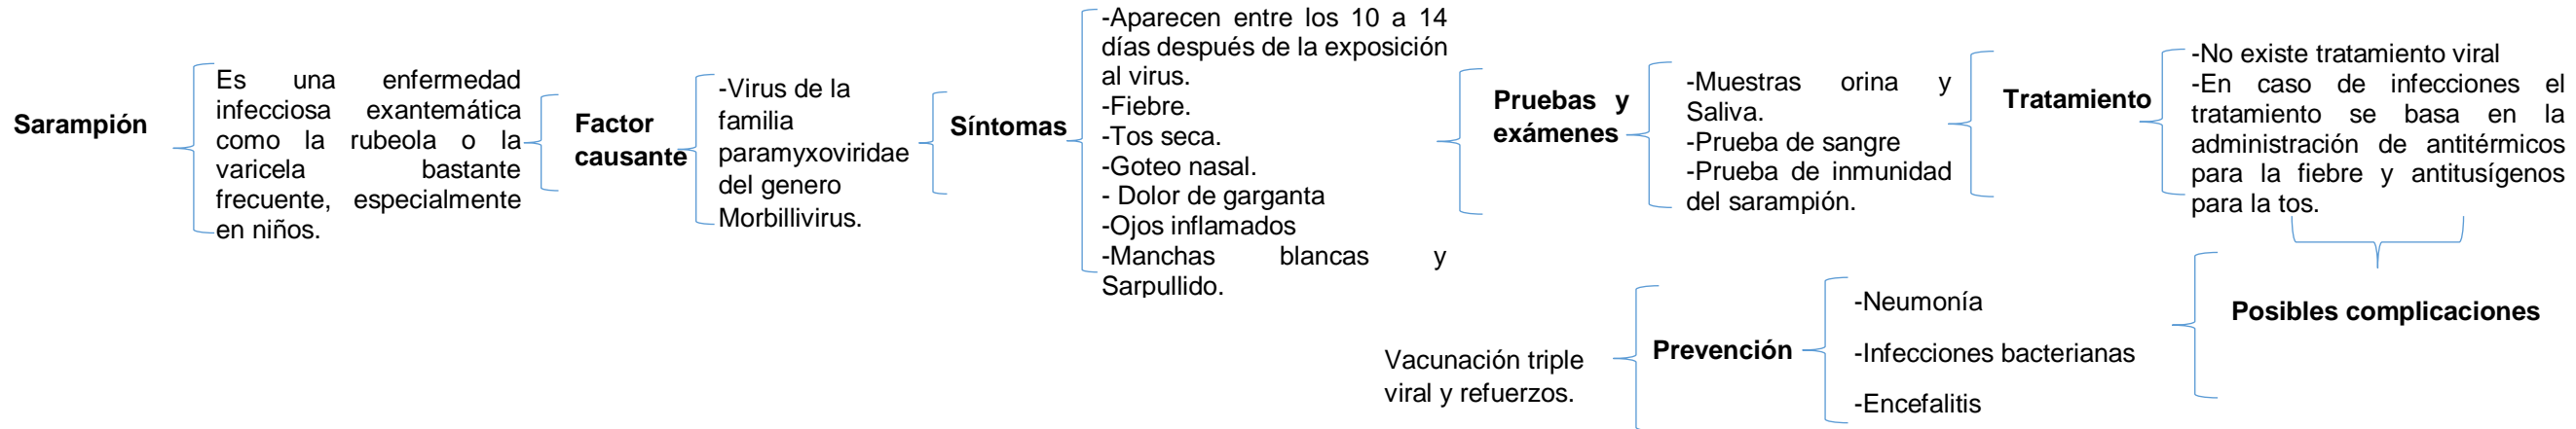 Sarampión
Es una enfermedad
infecciosa exantemática
como la rubeola o la
varicela bastante
frecuente, especialmente
en niños.
Factor
causante
-Virus de la
familia
paramyxoviridae
del genero
Morbillivirus.
Síntomas
-Aparecen entre los 10 a 14
días después de la exposición
al virus.
-Fiebre.
-Tos seca.
-Goteo nasal.
- Dolor de garganta
-Ojos inflamados
-Manchas blancas y
Sarpullido.
Pruebas y
exámenes
-Muestras orina y
Saliva.
-Prueba de sangre
-Prueba de inmunidad
del sarampión.
Tratamiento
-No existe tratamiento viral
-En caso de infecciones el
tratamiento se basa en la
administración de antitérmicos
para la fiebre y antitusígenos
para la tos.
Posibles complicaciones
-Neumonía
-Infecciones bacterianas
-Encefalitis
Prevención
Vacunación triple
viral y refuerzos.